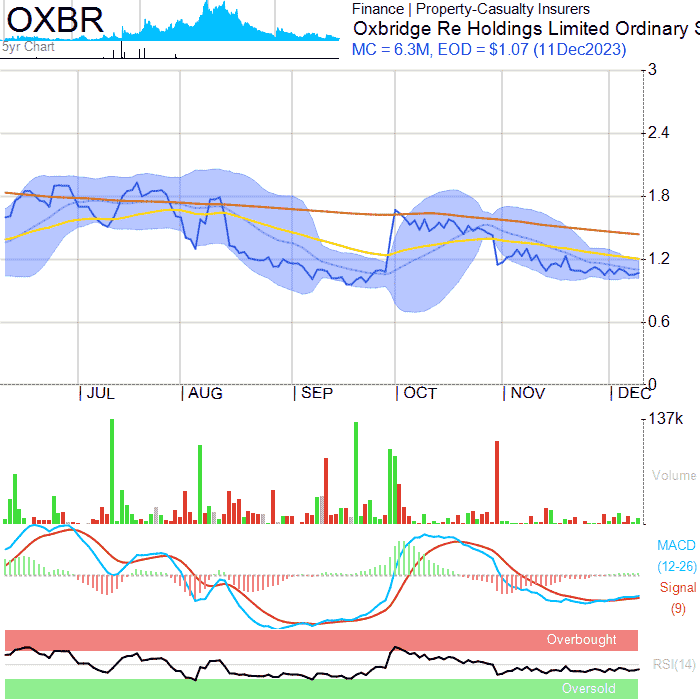 OXBR
Finance | Property-Casualty Insurers
Oxbridge Re Holdings Limited Ordinary S
5yr Chart
MC = 6.3M, EOD = $1.07 (11Dec2023)
3
2.4
1.8
1.2
0.6
0
| JUL | AUG | SEP | OCT | NOV | DEC
137k
Volume
MACD
(12-26)
Signal
(9)
Overbought
RSI(14)
Oversold